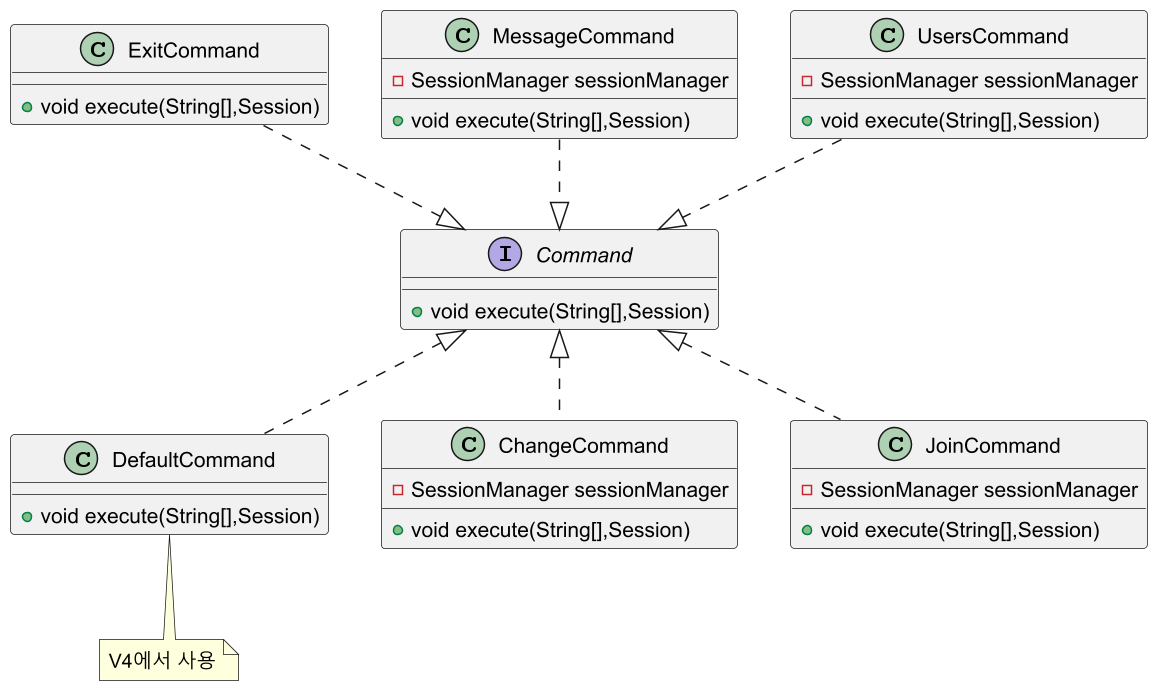 C ExitCommand
void execute(String[],Session)
C MessageCommand
SessionManager sessionManager
void execute(String[],Session)
C UsersCommand
SessionManager sessionManager
void execute(String[],Session)
I Command
void execute(String[],Session)
C DefaultCommand
void execute(String[],Session)
C ChangeCommand
SessionManager sessionManager
void execute(String[],Session)
C JoinCommand
SessionManager sessionManager
void execute(String[],Session)
V4에서 사용